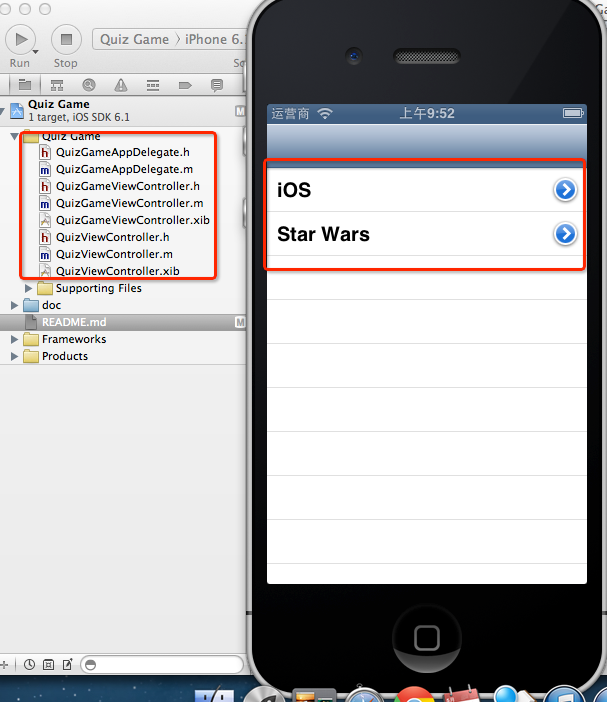 Quiz Game 〉 iPhone 6.
Run
Stop
Quiz Game
M
1 target, iOS SDK 6.1
Quiz Game
QuizGameAppDelegate.h
QuizGameAppDelegate.m
QuizGameViewController.h
QuizGameViewController.m
QuizGameViewController.xib
QuizViewController.h
QuizViewController.m
QuizViewController.xib
Supporting Files
doc
README.md
M
Frameworks
Products
运营商
上午9:52
iOS
Star Wars